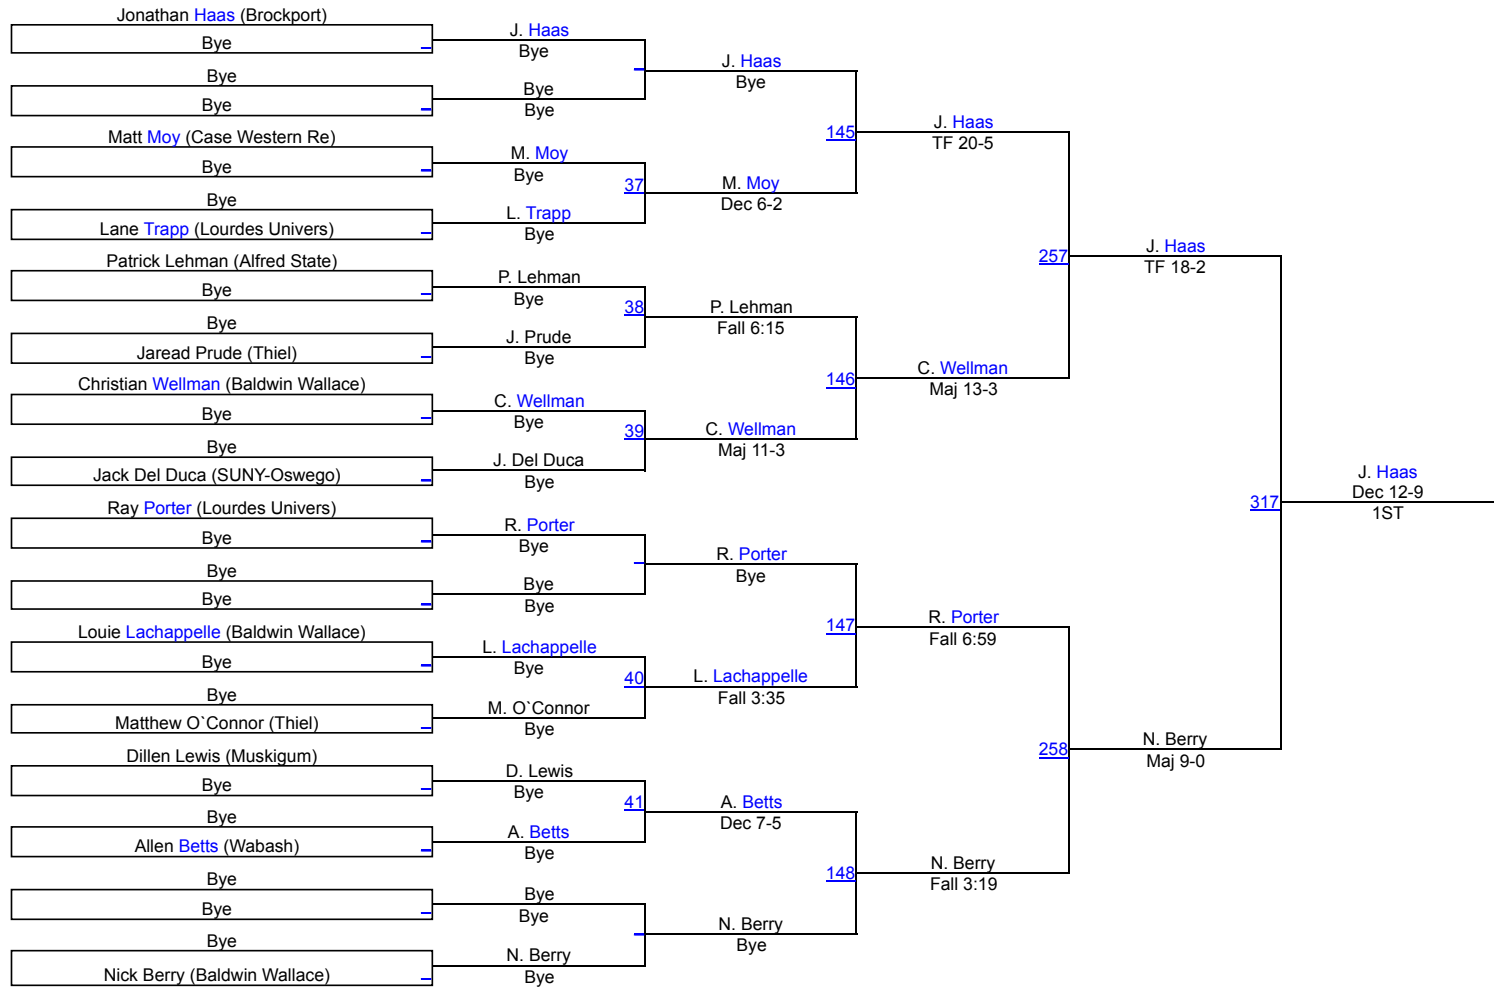 Jonathan Haas (Brockport)
Bye
Bye
Bye
Matt Moy (Case Western Re)
Bye
Bye
Lane Trapp (Lourdes Univers)
Patrick Lehman (Alfred State)
Bye
Bye
Jaread Prude (Thiel)
Christian Wellman (Baldwin Wallace)
Bye
Bye
Jack Del Duca (SUNY-Oswego)
Ray Porter (Lourdes Univers)
Bye
Bye
Bye
Louie Lachappelle (Baldwin Wallace)
Bye
Bye
Matthew O`Connor (Thiel)
Dillen Lewis (Muskigum)
Bye
Bye
Allen Betts (Wabash)
Bye
Bye
Bye
Nick Berry (Baldwin Wallace)
J. Haas
Bye
Bye
Bye
M. Moy
Bye
37
L. Trapp
Bye
P. Lehman
Bye
38
J. Prude
Bye
C. Wellman
Bye
39
J. Del Duca
Bye
R. Porter
Bye
Bye
Bye
L. Lachappelle
Bye
40
M. O`Connor
Bye
D. Lewis
Bye
41
A. Betts
Bye
Bye
Bye
N. Berry
Bye
J. Haas
Bye
145
M. Moy
Dec 6-2
P. Lehman
Fall 6:15
146
C. Wellman
Maj 11-3
R. Porter
Bye
147
L. Lachappelle
Fall 3:35
A. Betts
Dec 7-5
148
N. Berry
Bye
J. Haas
TF 20-5
257
C. Wellman
Maj 13-3
R. Porter
Fall 6:59
258
N. Berry
Fall 3:19
J. Haas
TF 18-2
317
N. Berry
Maj 9-0
J. Haas
Dec 12-9
1ST